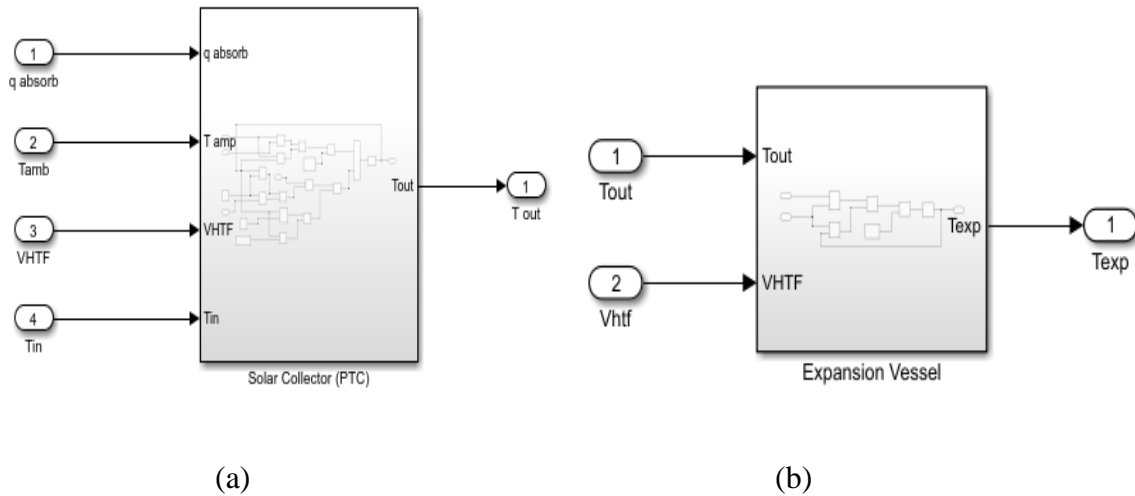 1
q absorb
q absorb
2
Tamb
T amp
3
VHTF
VHTF
4
Tin
Tin
Tout
1
T out
Solar Collector (PTC)
(a)
1
Tout
Tout
2
Vhtf
VHTF
Texp
1
Texp
Expansion Vessel
(b)